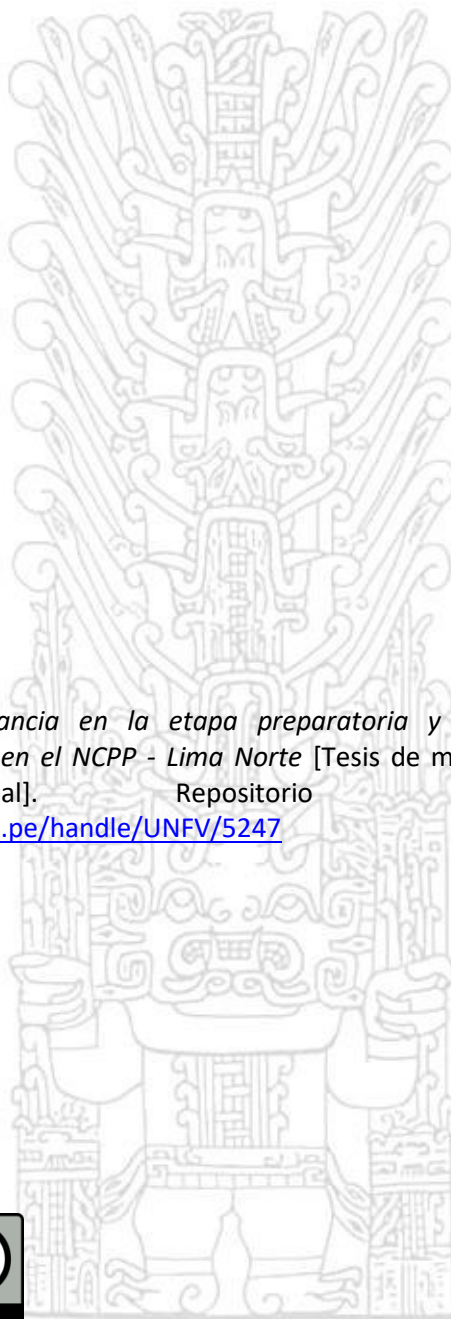 ancia en la etapa preparatoria y
en el NCPP - Lima Norte [Tesis de m
al]. Repositorio
.pe/handle/UNFV/5247